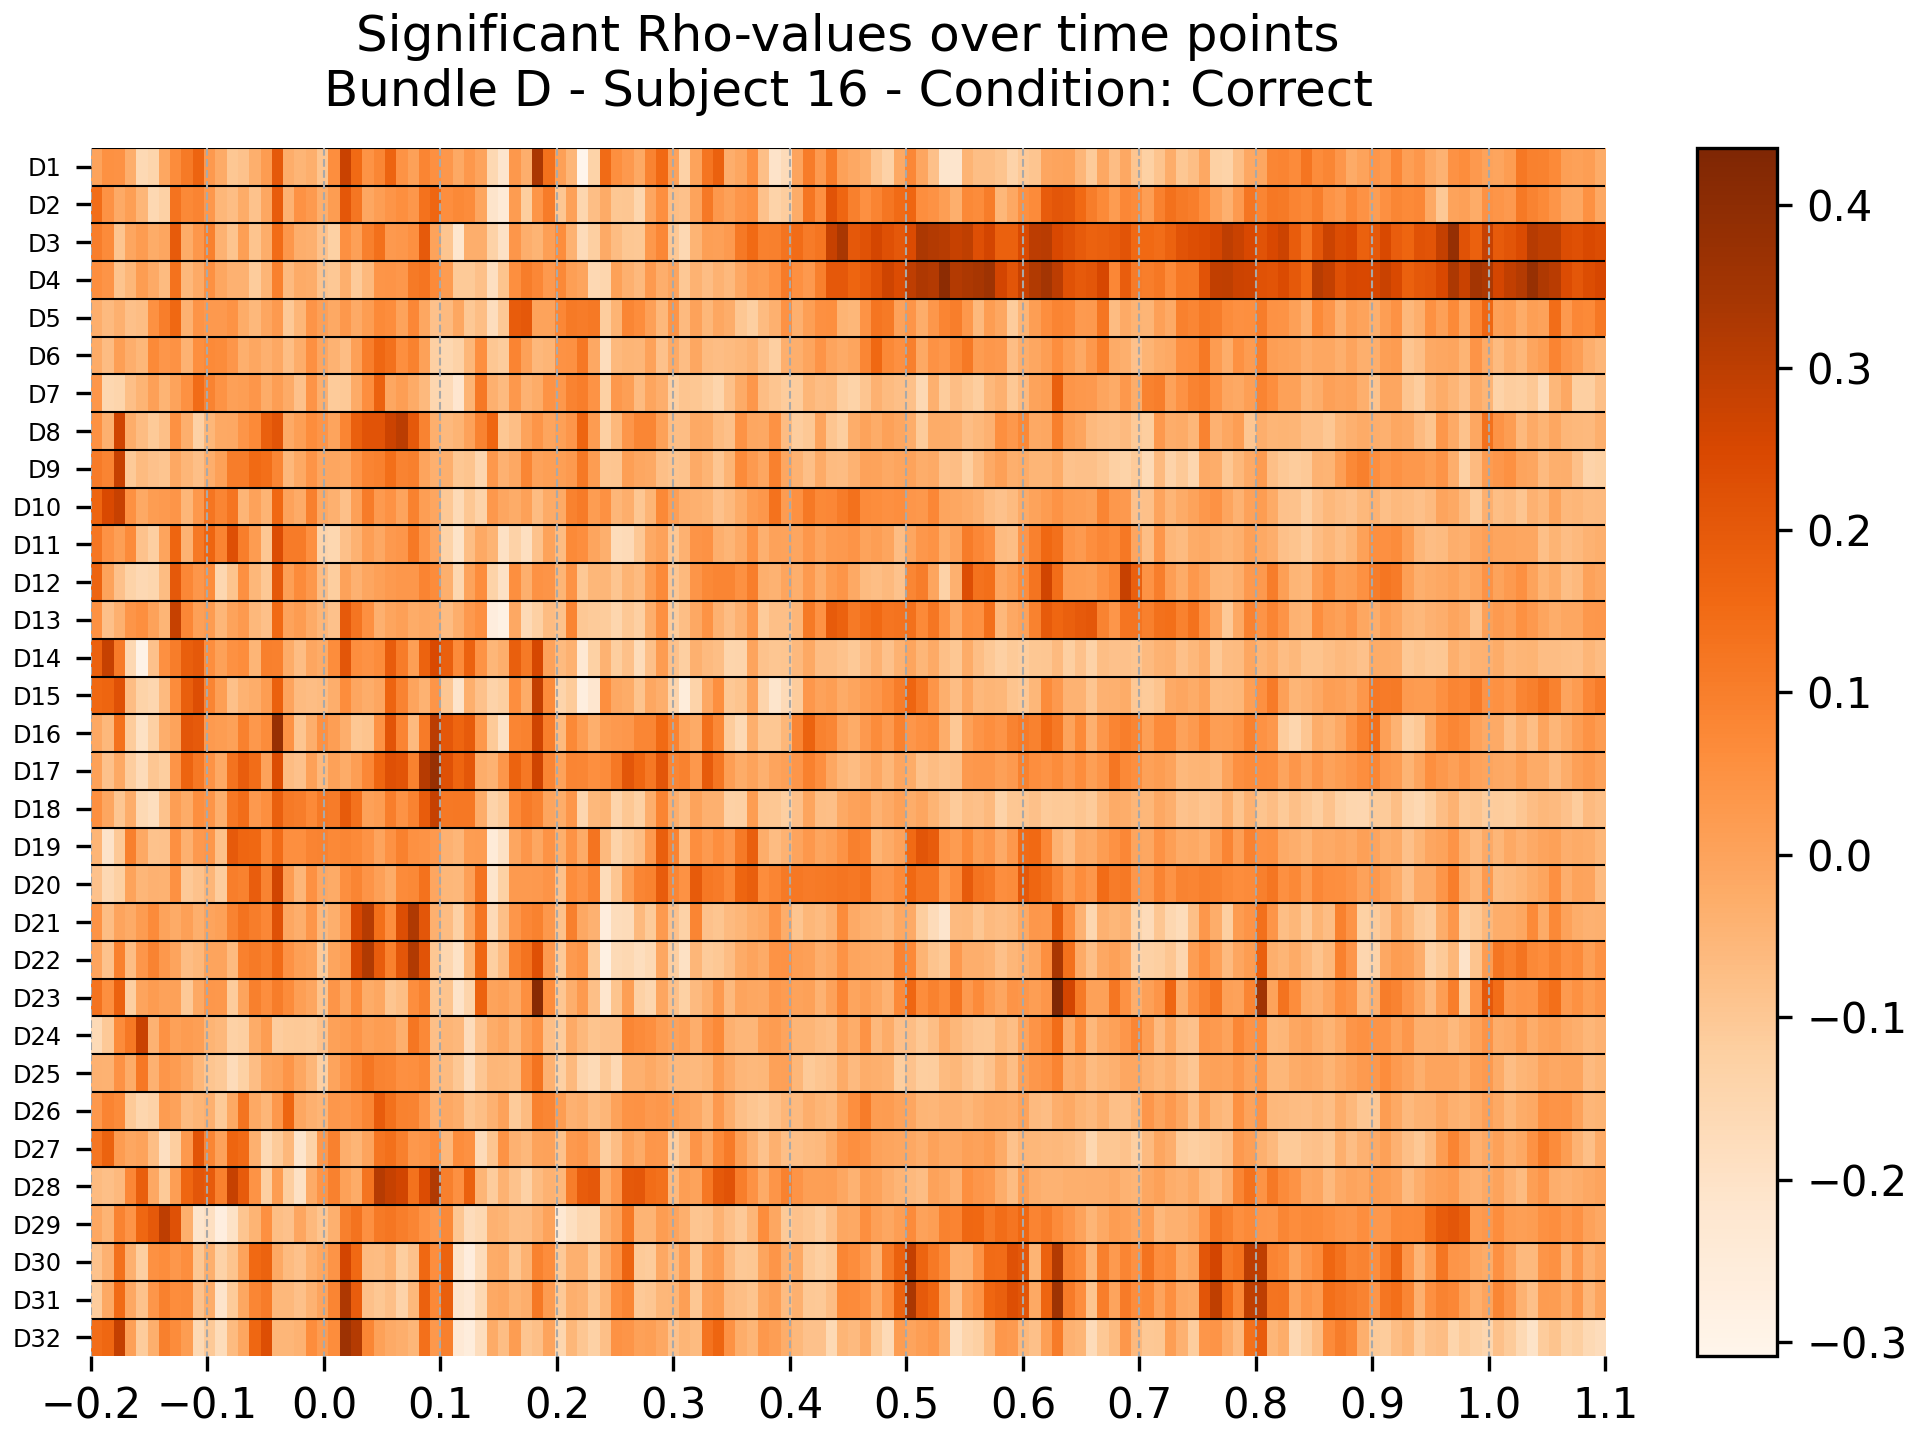 Significant Rho-values over time points
Bundle D - Subject 16 - Condition: Correct
D1
D2
D3
D4
D5
D6
D7
D8
D9
D10
D11
D12
D13
D14
D15
D16
D17
D18
D19
D20
D21
D22
D23
D24
D25
D26
D27
D28
D29
D30
D31
D32
−0.2 −0.1 0.0 0.1 0.2 0.3 0.4 0.5 0.6 0.7 0.8 0.9 1.0 1.1
0.4
0.3
0.2
0.1
0.0
−0.1
−0.2
−0.3